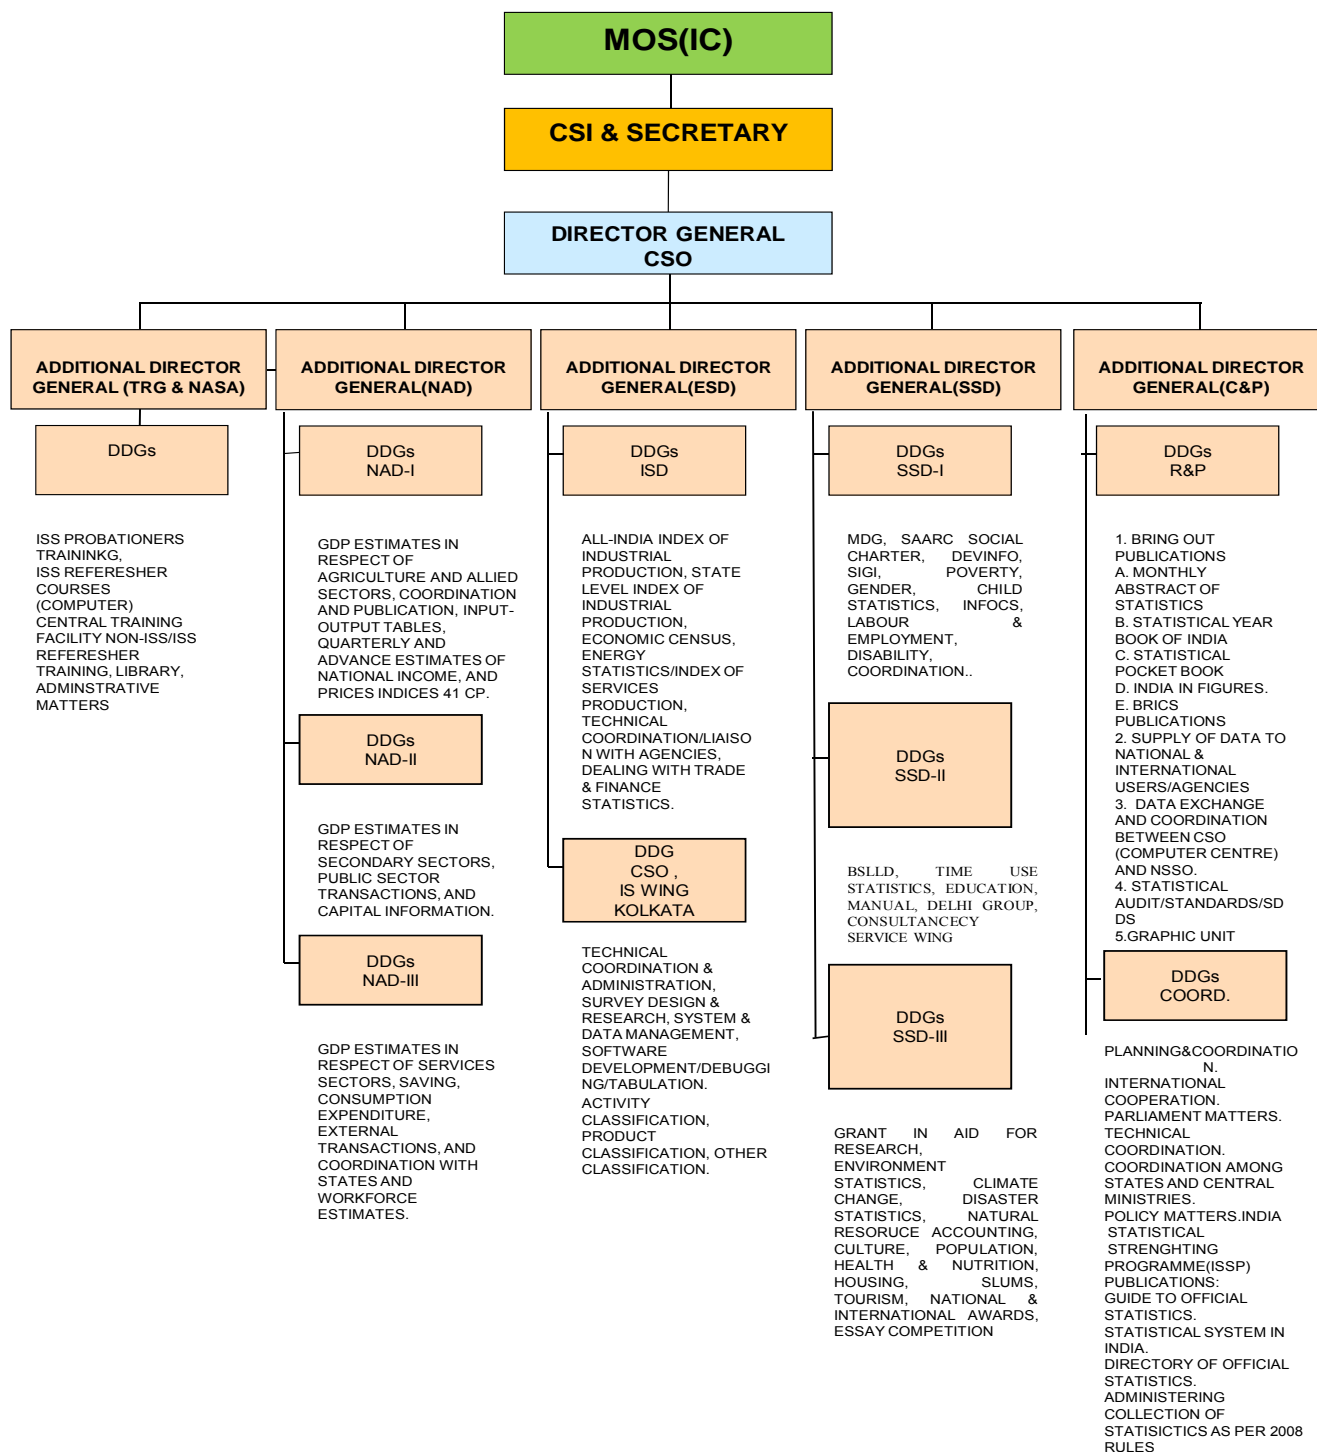 MOS(IC)
CSI & SECRETARY
DIRECTOR GENERAL
CSO
ADDITIONAL DIRECTOR
GENERAL (TRG & NASA)
DDGs
ISS PROBATIONERS
TRAININKG,
ISS REFERESHER
COURSES
(COMPUTER)
CENTRAL TRAINING
FACILITY NON-ISS/ISS
REFERESHER
TRAINING, LIBRARY,
ADMINSTRATIVE
MATTERS
ADDITIONAL DIRECTOR
GENERAL(NAD)
DDGs
NAD-I
GDP ESTIMATES IN
RESPECT OF
AGRICULTURE AND ALLIED
SECTORS, COORDINATION
AND PUBLICATION, INPUT-
OUTPUT TABLES,
QUARTERLY AND
ADVANCE ESTIMATES OF
NATIONAL INCOME, AND
PRICES INDICES 41 CP.
DDGs
NAD-II
GDP ESTIMATES IN
RESPECT OF
SECONDARY SECTORS,
PUBLIC SECTOR
TRANSACTIONS, AND
CAPITAL INFORMATION.
DDGs
NAD-III
GDP ESTIMATES IN
RESPECT OF SERVICES
SECTORS, SAVING,
CONSUMPTION
EXPENDITURE,
EXTERNAL
TRANSACTIONS, AND
COORDINATION WITH
STATES AND
WORKFORCE
ESTIMATES.
ADDITIONAL DIRECTOR
GENERAL(ESD)
DDGs
ISD
ALL-INDIA INDEX OF
INDUSTRIAL
PRODUCTION, STATE
LEVEL INDEX OF
INDUSTRIAL
PRODUCTION,
ECONOMIC CENSUS,
ENERGY
STATISTICS/INDEX OF
SERVICES
PRODUCTION,
TECHNICAL
COORDINATION/LIAISO
N WITH AGENCIES,
DEALING WITH TRADE
& FINANCE
STATISTICS.
DDG
CSO ,
IS WING
KOLKATA
TECHNICAL
COORDINATION &
ADMINISTRATION,
SURVEY DESIGN &
RESEARCH, SYSTEM &
DATA MANAGEMENT,
SOFTWARE
DEVELOPMENT/DEBUGGI
NG/TABULATION.
ACTIVITY
CLASSIFICATION,
PRODUCT
CLASSIFICATION, OTHER
CLASSIFICATION.
ADDITIONAL DIRECTOR
GENERAL(SSD)
DDGs
SSD-I
MDG, SAARC SOCIAL
CHARTER, DEVINFO,
SIGI, POVERTY,
GENDER, CHILD
STATISTICS, INFOCS,
LABOUR &
EMPLOYMENT,
DISABILITY,
COORDINATION..
DDGs
SSD-II
BSLLD, TIME USE
STATISTICS, EDUCATION,
MANUAL, DELHI GROUP,
CONSULTANCECY
SERVICE WING
DDGs
SSD-III
GRANT IN AID FOR
RESEARCH,
ENVIRONMENT
STATISTICS, CLIMATE
CHANGE, DISASTER
STATISTICS, NATURAL
RESORUCE ACCOUNTING,
CULTURE, POPULATION,
HEALTH & NUTRITION,
HOUSING, SLUMS,
TOURISM, NATIONAL &
INTERNATIONAL AWARDS,
ESSAY COMPETITION
ADDITIONAL DIRECTOR
GENERAL(C&P)
DDGs
R&P
1. BRING OUT
PUBLICATIONS
A. MONTHLY
ABSTRACT OF
STATISTICS
B. STATISTICAL YEAR
BOOK OF INDIA
C. STATISTICAL
POCKET BOOK
D. INDIA IN FIGURES.
E. BRICS
PUBLICATIONS
2. SUPPLY OF DATA TO
NATIONAL &
INTERNATIONAL
USERS/AGENCIES
3. DATA EXCHANGE
AND COORDINATION
BETWEEN CSO
(COMPUTER CENTRE)
AND NSSO.
4. STATISTICAL
AUDIT/STANDARDS/SD
DS
5.GRAPHIC UNIT
DDGs
COORD.
PLANNING&COORDINATIO
N.
INTERNATIONAL
COOPERATION.
PARLIAMENT MATTERS.
TECHNICAL
COORDINATION.
COORDINATION AMONG
STATES AND CENTRAL
MINISTRIES.
POLICY MATTERS.INDIA
STATISTICAL
STRENGHTING
PROGRAMME(ISSP)
PUBLICATIONS:
GUIDE TO OFFICIAL
STATISTICS.
STATISTICAL SYSTEM IN
INDIA.
DIRECTORY OF OFFICIAL
STATISTICS.
ADMINISTERING
COLLECTION OF
STATISICTICS AS PER 2008
RULES